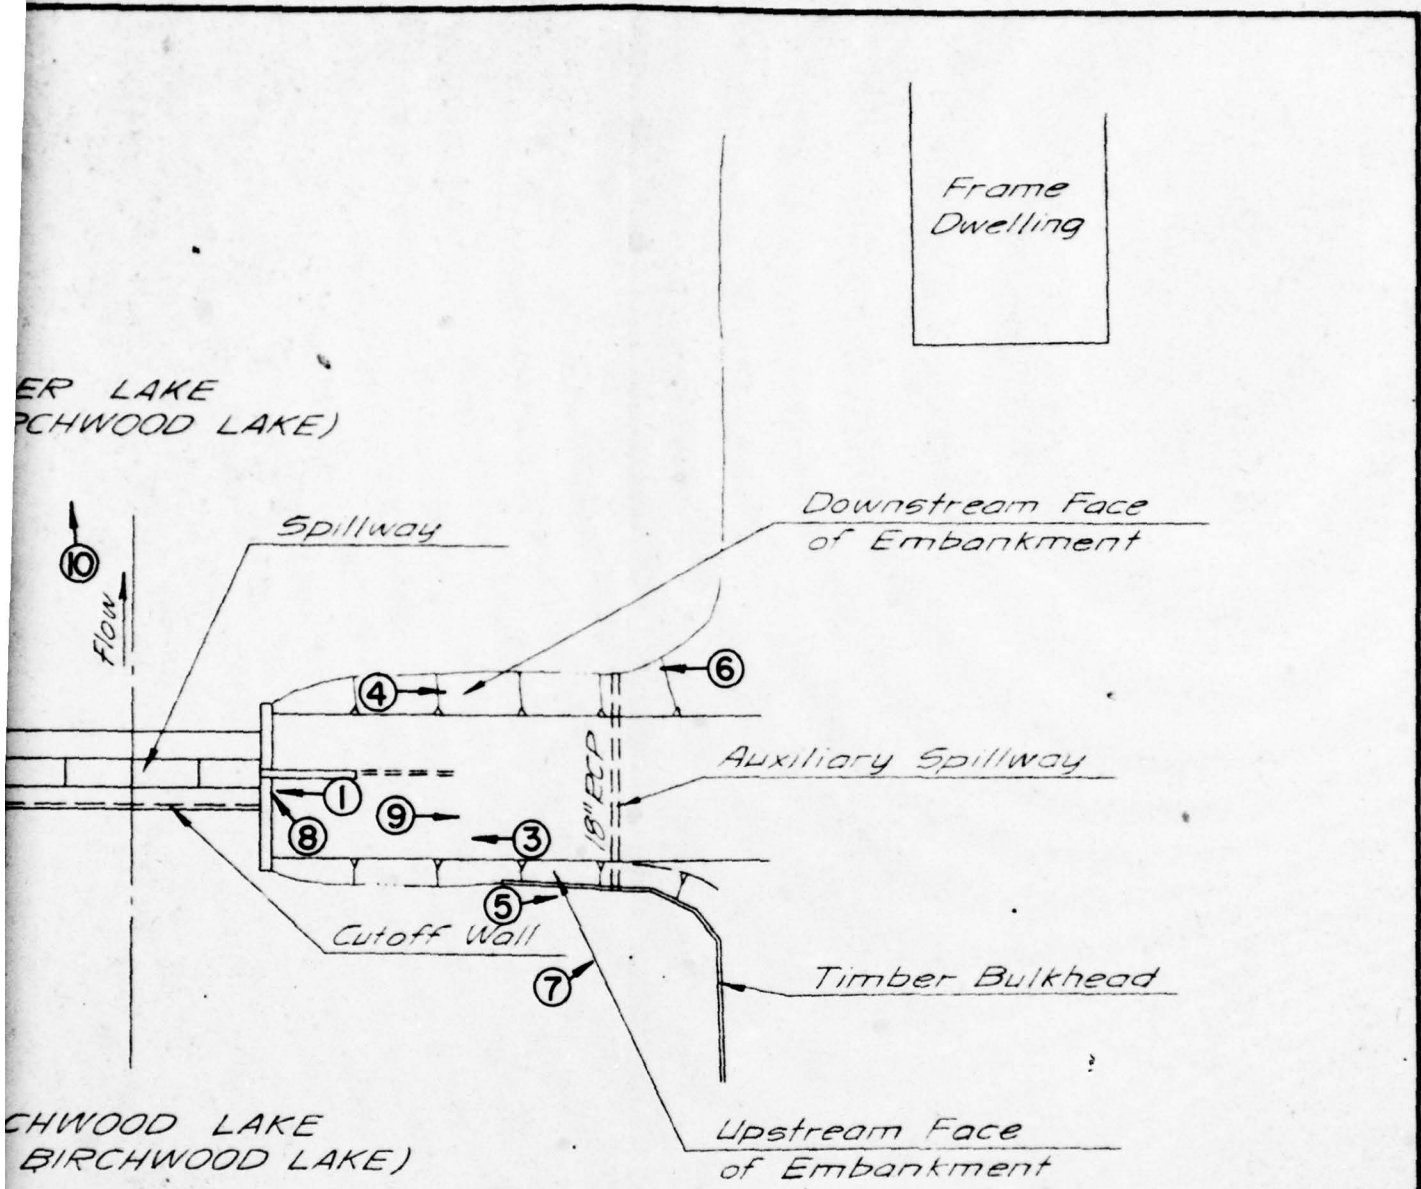 Frame
Dwelling
ER LAKE
RCHWOOD LAKE)
Downstream Face
of Embankment
Spillway
10
Flow
6
4
18" RCP
Auxiliary Spillway
1
9
8
3
5
Cutoff Wall
7
Timber Bulkhead
CHWOOD LAKE
BIRCHWOOD LAKE)
Upstream Face
of Embankment